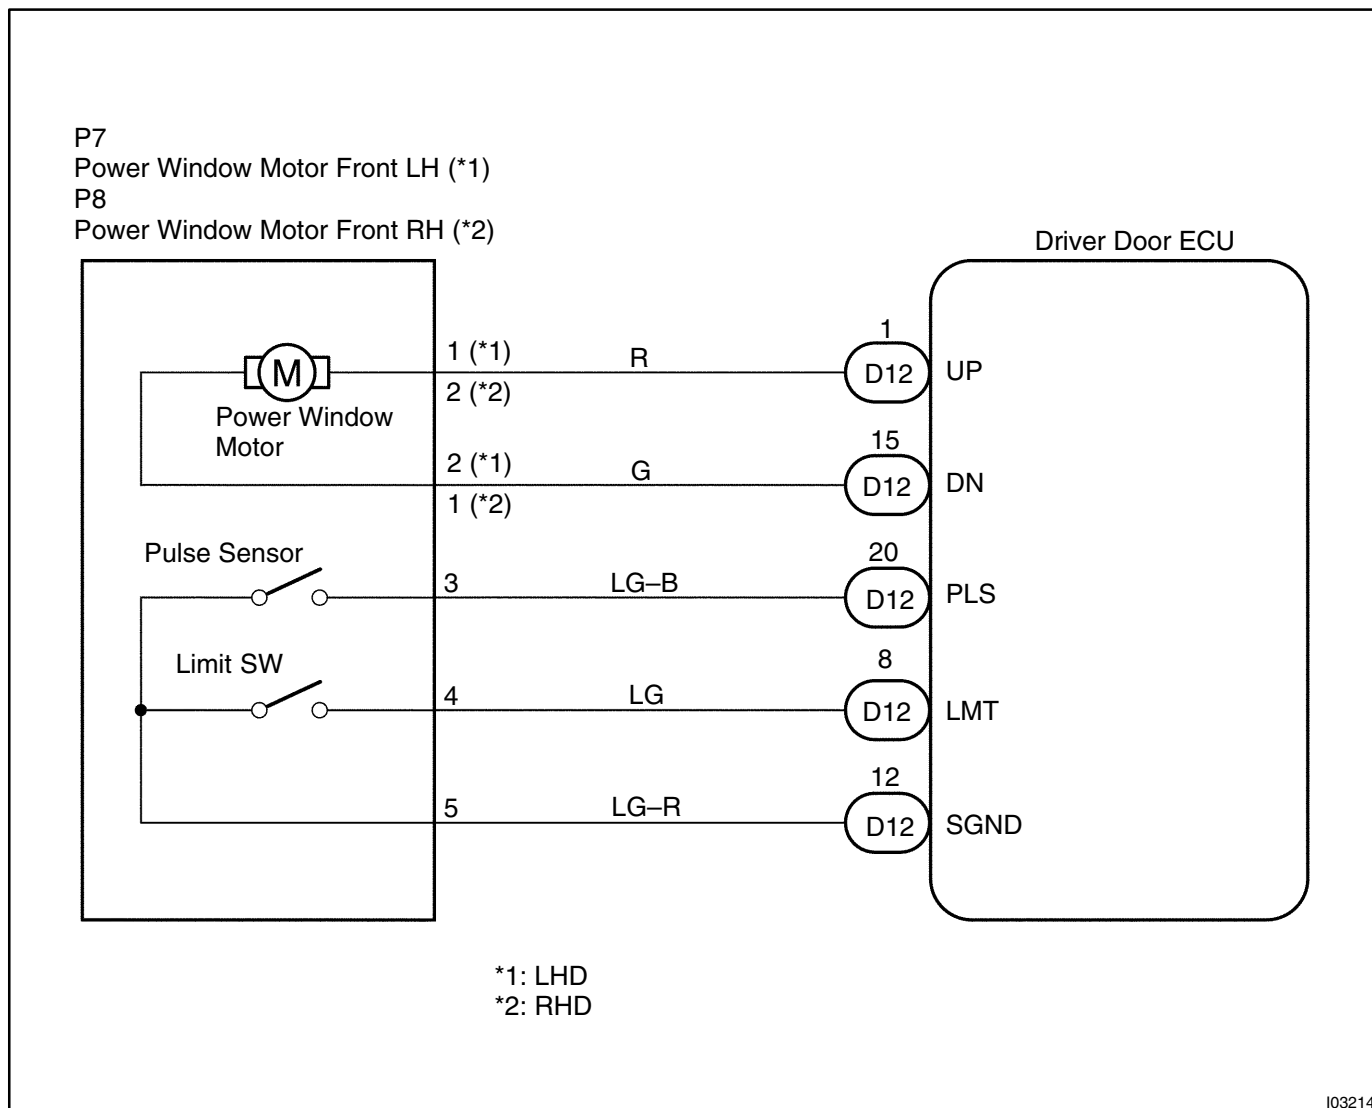 P7
Power Window Motor Front LH (*1)
P8
Power Window Motor Front RH (*2)
Driver Door ECU
M
Power Window
Motor
1 (*1)
2 (*2)
R
1
D12
UP
2 (*1)
1 (*2)
G
15
D12
DN
Pulse Sensor
3
LG–B
20
D12
PLS
Limit SW
4
LG
8
D12
LMT
5
LG–R
12
D12
SGND
*1: LHD
*2: RHD
I03214